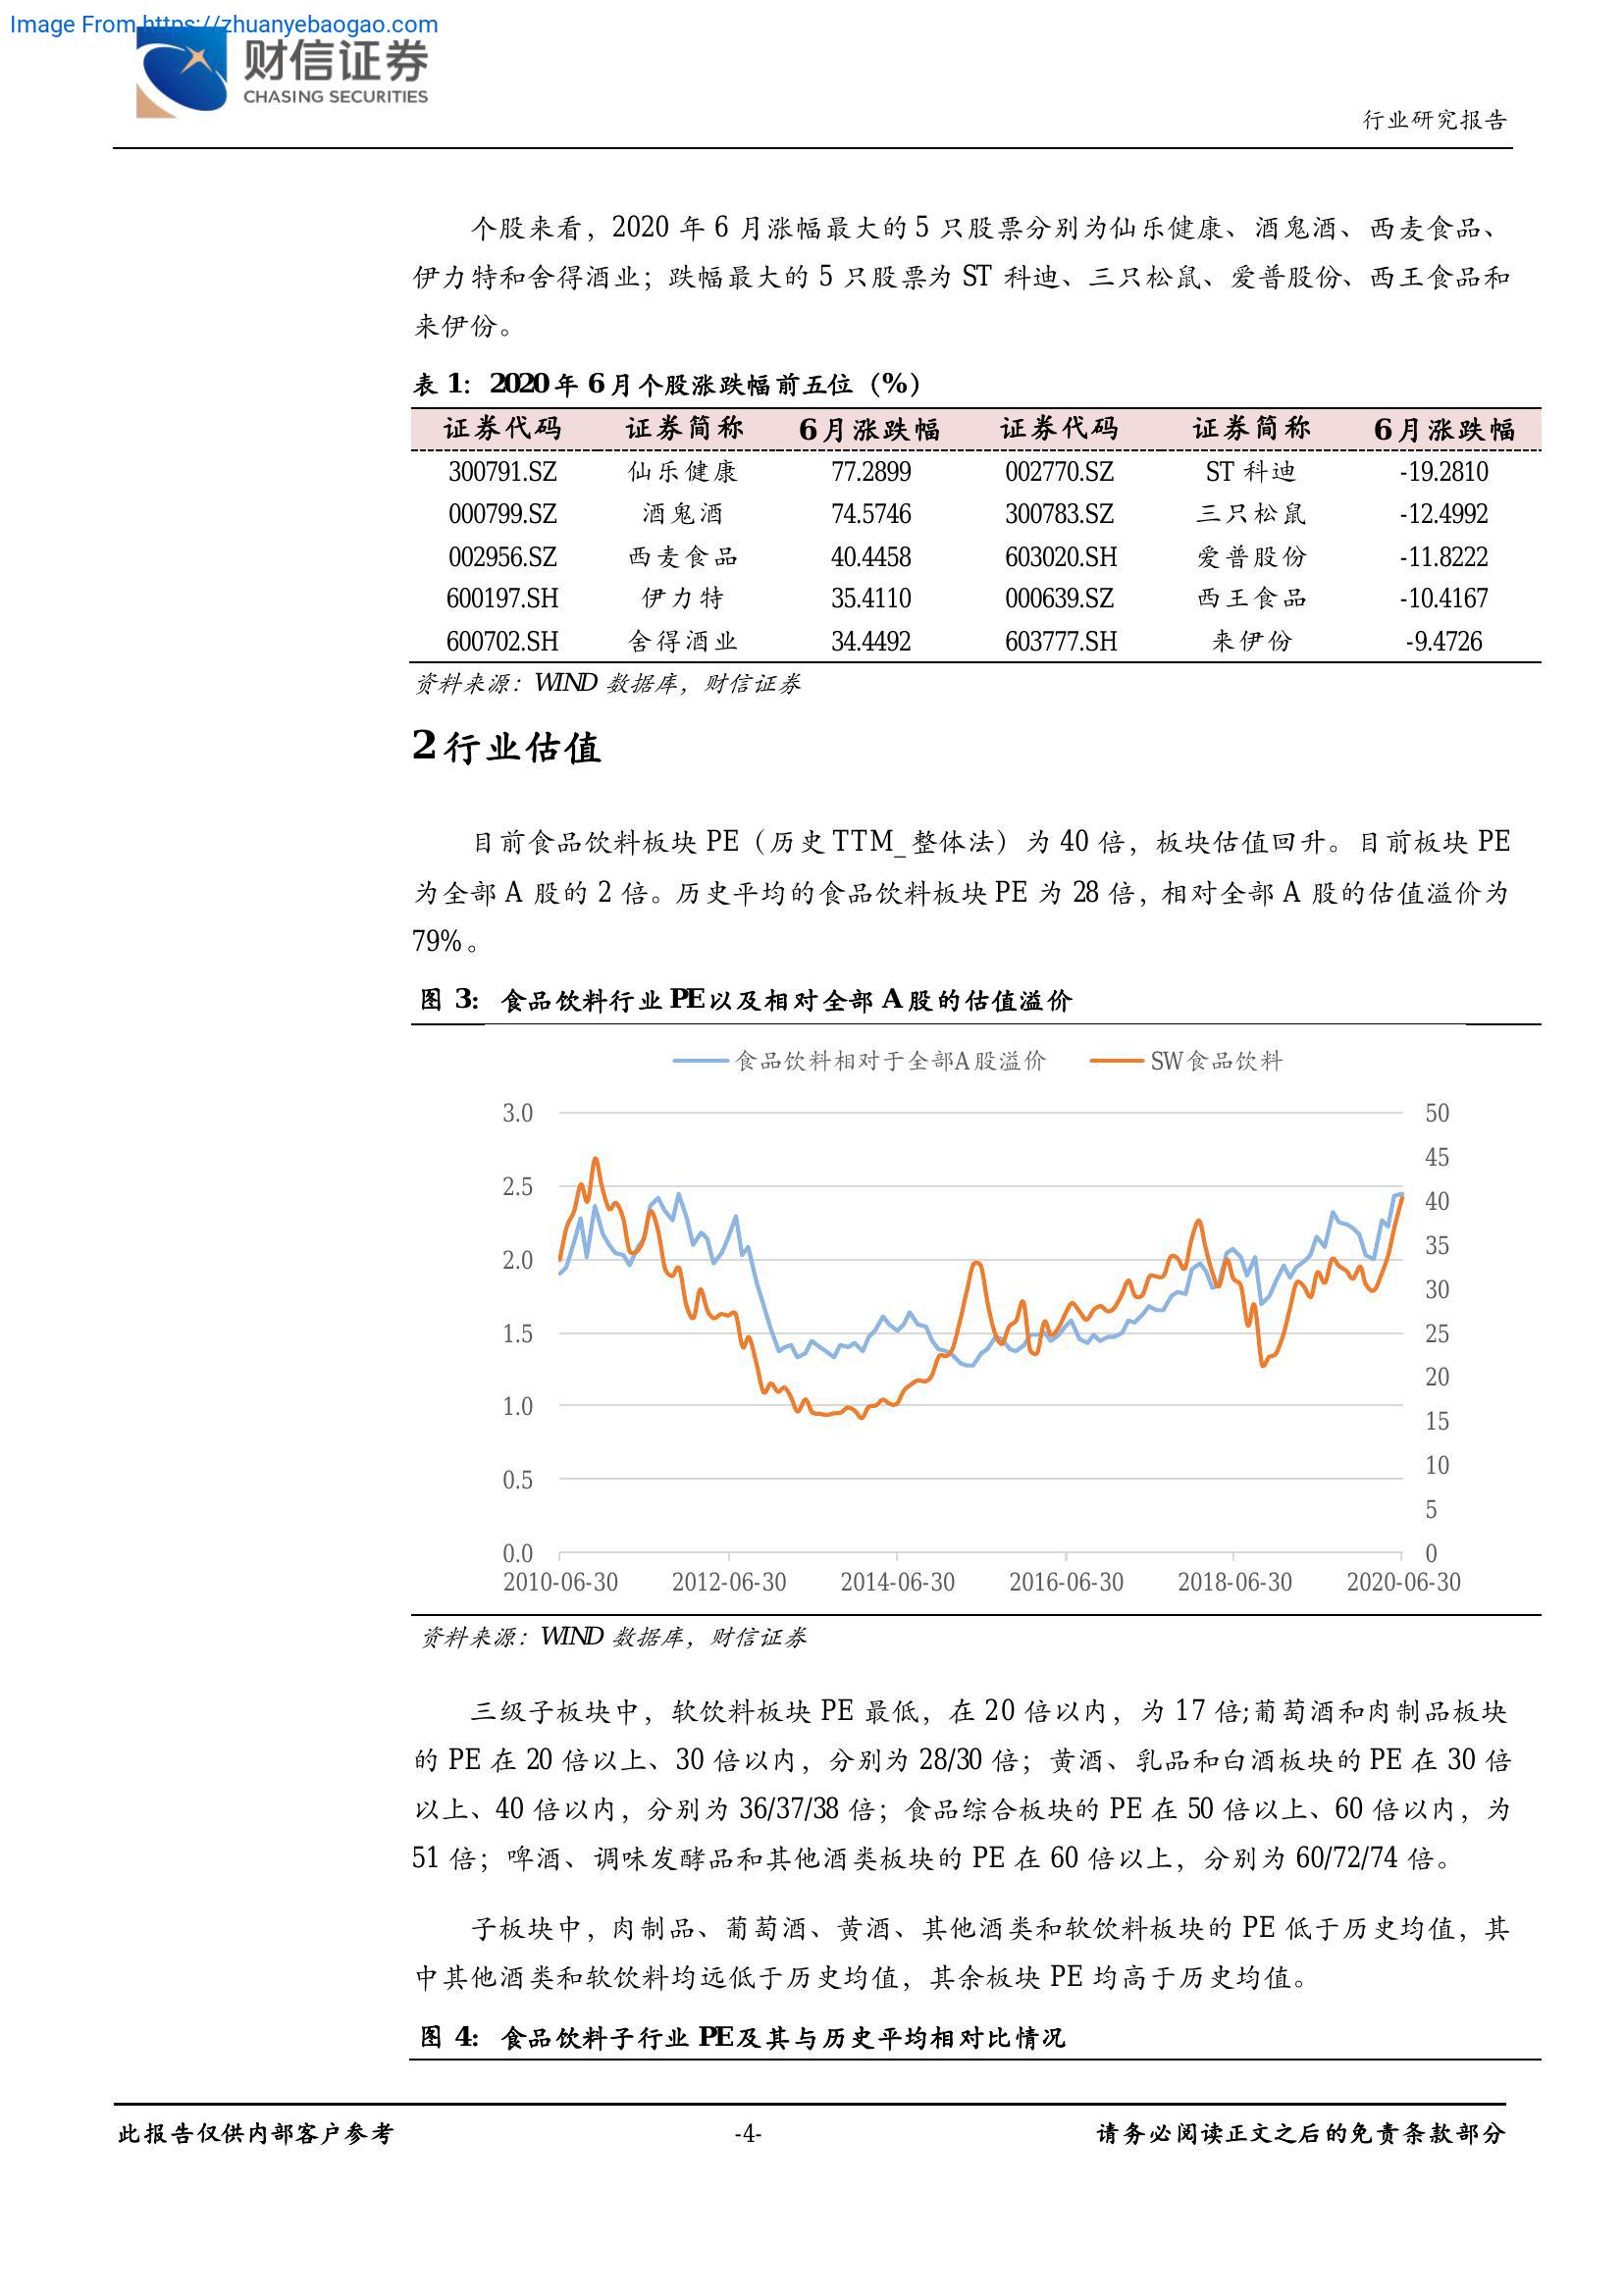 Image From https://zhuanyebaogao.com
财信证券
CHASING SECURITIES
行业研究报告
个股来看，2020 年 6 月涨幅最大的 5 只股票分别为仙乐健康、酒鬼酒、西麦食品、
伊力特和舍得酒业；跌幅最大的 5 只股票为 ST 科迪、三只松鼠、爱普股份、西王食品和
来伊份。
表 1：2020 年 6 月个股涨跌幅前五位（%）
证券代码 证券简称 6 月涨跌幅 证券代码 证券简称 6 月涨跌幅
300791.SZ 仙乐健康 77.2899 002770.SZ ST 科迪 -19.2810
000799.SZ 酒鬼酒 74.5746 300783.SZ 三只松鼠 -12.4992
002956.SZ 西麦食品 40.4458 603020.SH 爱普股份 -11.8222
600197.SH 伊力特 35.4110 000639.SZ 西王食品 -10.4167
600702.SH 舍得酒业 34.4492 603777.SH 来伊份 -9.4726
资料来源：WIND 数据库，财信证券
2 行业估值
目前食品饮料板块 PE（历史 TTM_整体法）为 40 倍，板块估值回升。目前板块 PE
为全部 A 股的 2 倍。历史平均的食品饮料板块 PE 为 28 倍，相对全部 A 股的估值溢价为
79%。
图 3：食品饮料行业 PE 以及相对全部 A 股的估值溢价
食品饮料相对于全部A股溢价 SW食品饮料
3.0 50
45
2.5 40
2.0 35
30
1.5 25
20
1.0 15
0.5 10
5
0.0 0
2010-06-30 2012-06-30 2014-06-30 2016-06-30 2018-06-30 2020-06-30
资料来源：WIND 数据库，财信证券
三级子板块中，软饮料板块 PE 最低，在 20 倍以内，为 17 倍;葡萄酒和肉制品板块
的 PE 在 20 倍以上、30 倍以内，分别为 28/30 倍；黄酒、乳品和白酒板块的 PE 在 30 倍
以上、40 倍以内，分别为 36/37/38 倍；食品综合板块的 PE 在 50 倍以上、60 倍以内，为
51 倍；啤酒、调味发酵品和其他酒类板块的 PE 在 60 倍以上，分别为 60/72/74 倍。
子板块中，肉制品、葡萄酒、黄酒、其他酒类和软饮料板块的 PE 低于历史均值，其
中其他酒类和软饮料均远低于历史均值，其余板块 PE 均高于历史均值。
图 4：食品饮料子行业 PE 及其与历史平均相对比情况
此报告仅供内部客户参考 -4- 请务必阅读正文之后的免责条款部分